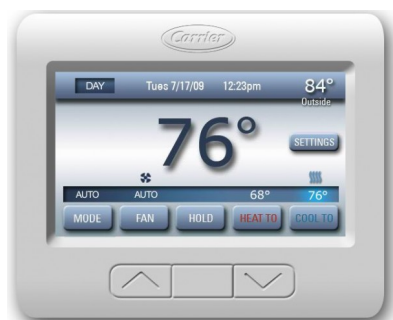 Carrier
DAY Tues 7/17/09 12:23pm 84°
Outside
76°
SETTINGS
AUTO AUTO 68° 76°
MODE FAN HOLD HEAT TO COOL TO